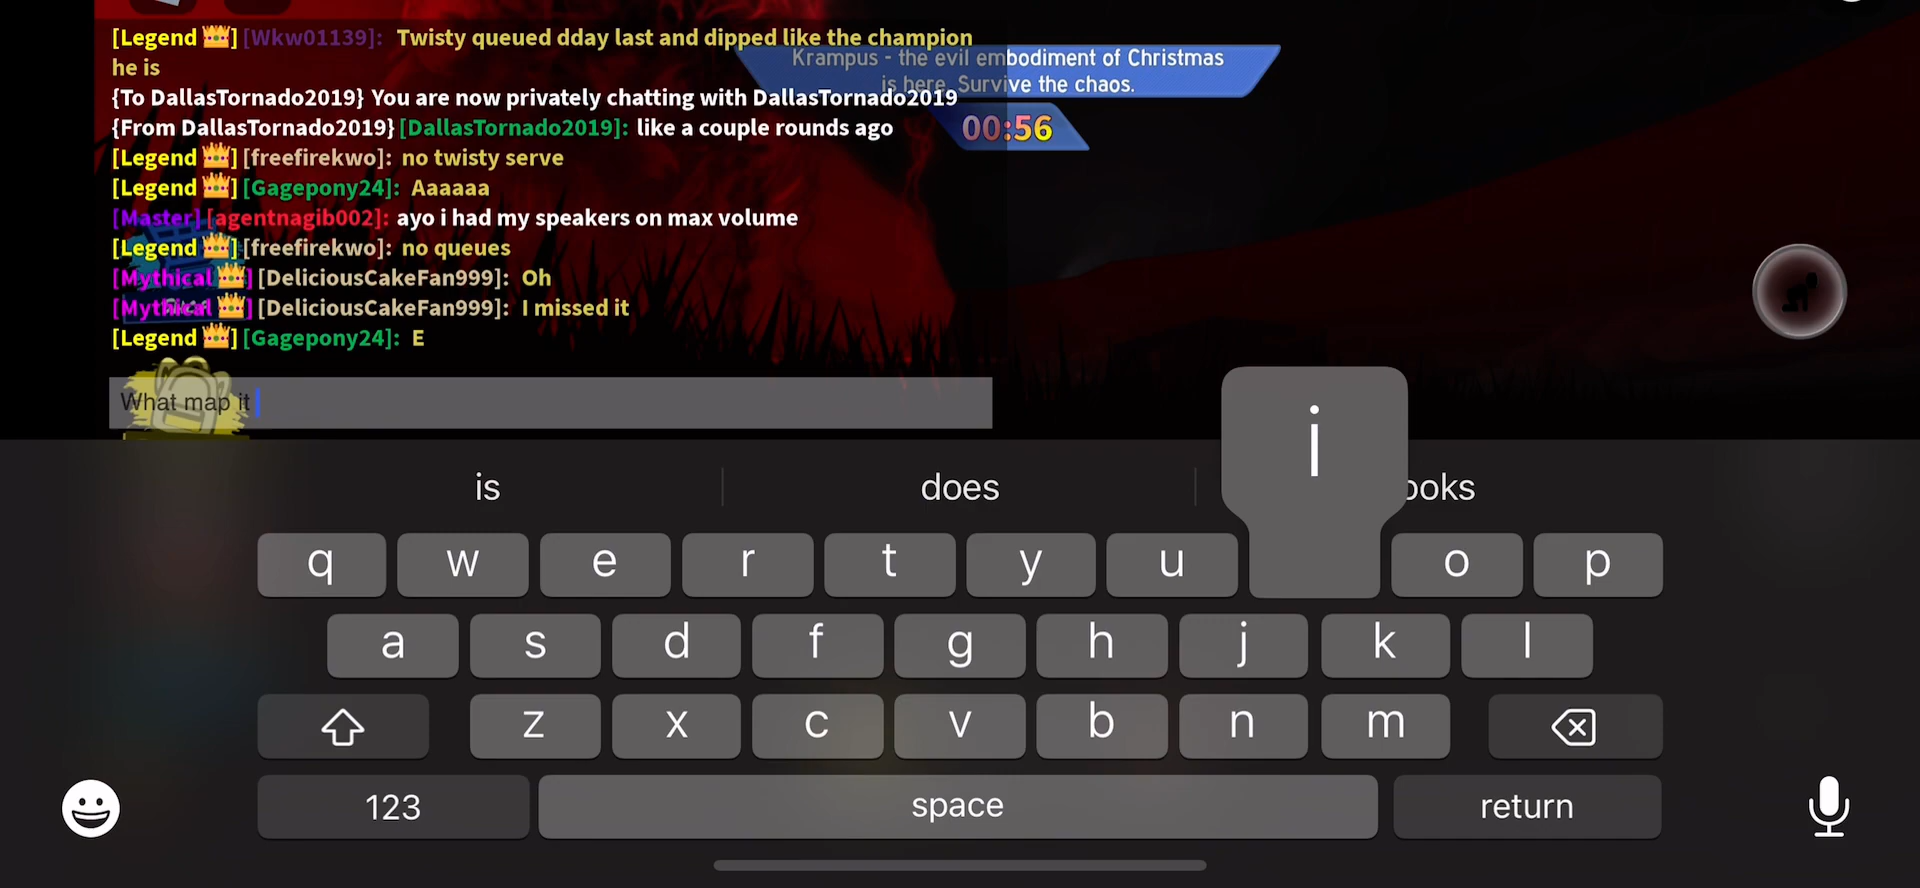 [Legend 👑] [Wkw01139]: Twisty queued dday last and dipped like the champion
he is
Krampus - the evil embodiment of Christmas
is here. Survive the chaos.
00:56
{To DallasTornado2019} You are now privately chatting with DallasTornado2019
{From DallasTornado2019} [DallasTornado2019]: like a couple rounds ago
[Legend 👑] [freefirekwo]: no twisty serve
[Legend 👑] [Gagepony24]: Aaaaaa
[Master] [agentnagib002]: ayo i had my speakers on max volume
[Legend 👑] [freefirekwo]: no queues
[Mythical 👑] [DeliciousCakeFan999]: Oh
[Mythical 👑] [DeliciousCakeFan999]: I missed it
[Legend 👑] [Gagepony24]: E
What map it
is does ooks
q w e r t y u i o p
a s d f g h j k l
z x c v b n m
123 space return